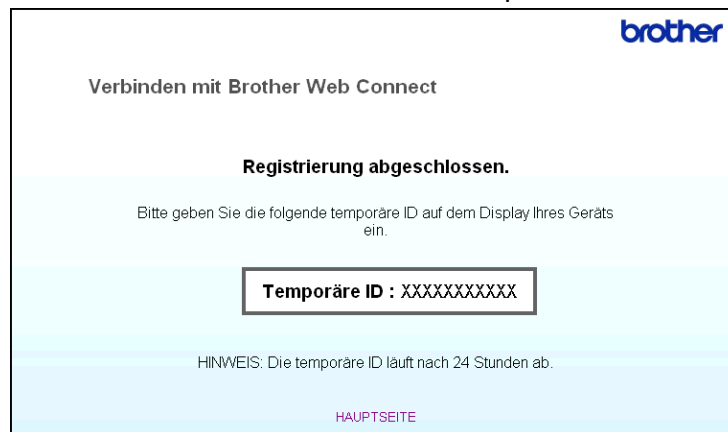 brother
Verbinden mit Brother Web Connect
Registrierung abgeschlossen.
Bitte geben Sie die folgende temporäre ID auf dem Display Ihres Geräts
ein.
Temporäre ID : XXXXXXXXXXX
HINWEIS: Die temporäre ID läuft nach 24 Stunden ab.
HAUPTSEITE